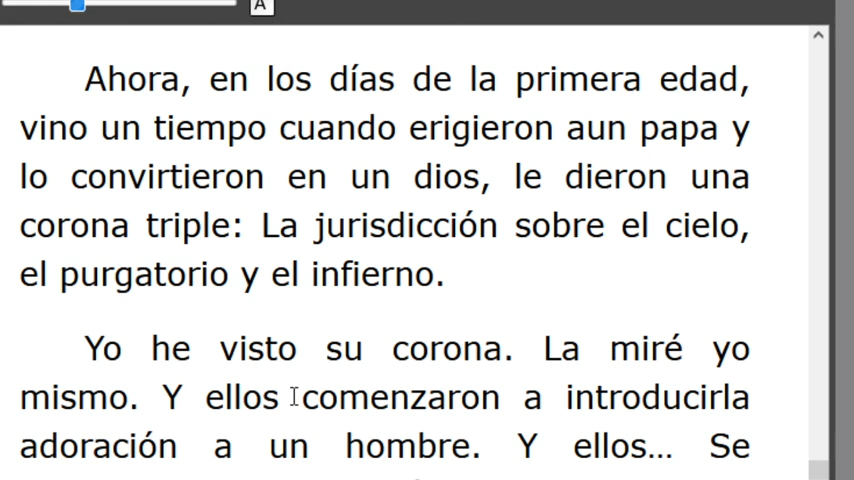 A
Ahora, en los días de la primera edad,
vino un tiempo cuando erigieron aun papa y
lo convirtieron en un dios, le dieron una
corona triple: La jurisdicción sobre el cielo,
el purgatorio y el infierno.
Yo he visto su corona. La miré yo
mismo. Y ellos comenzaron a introducirla
adoración a un hombre. Y ellos... Se